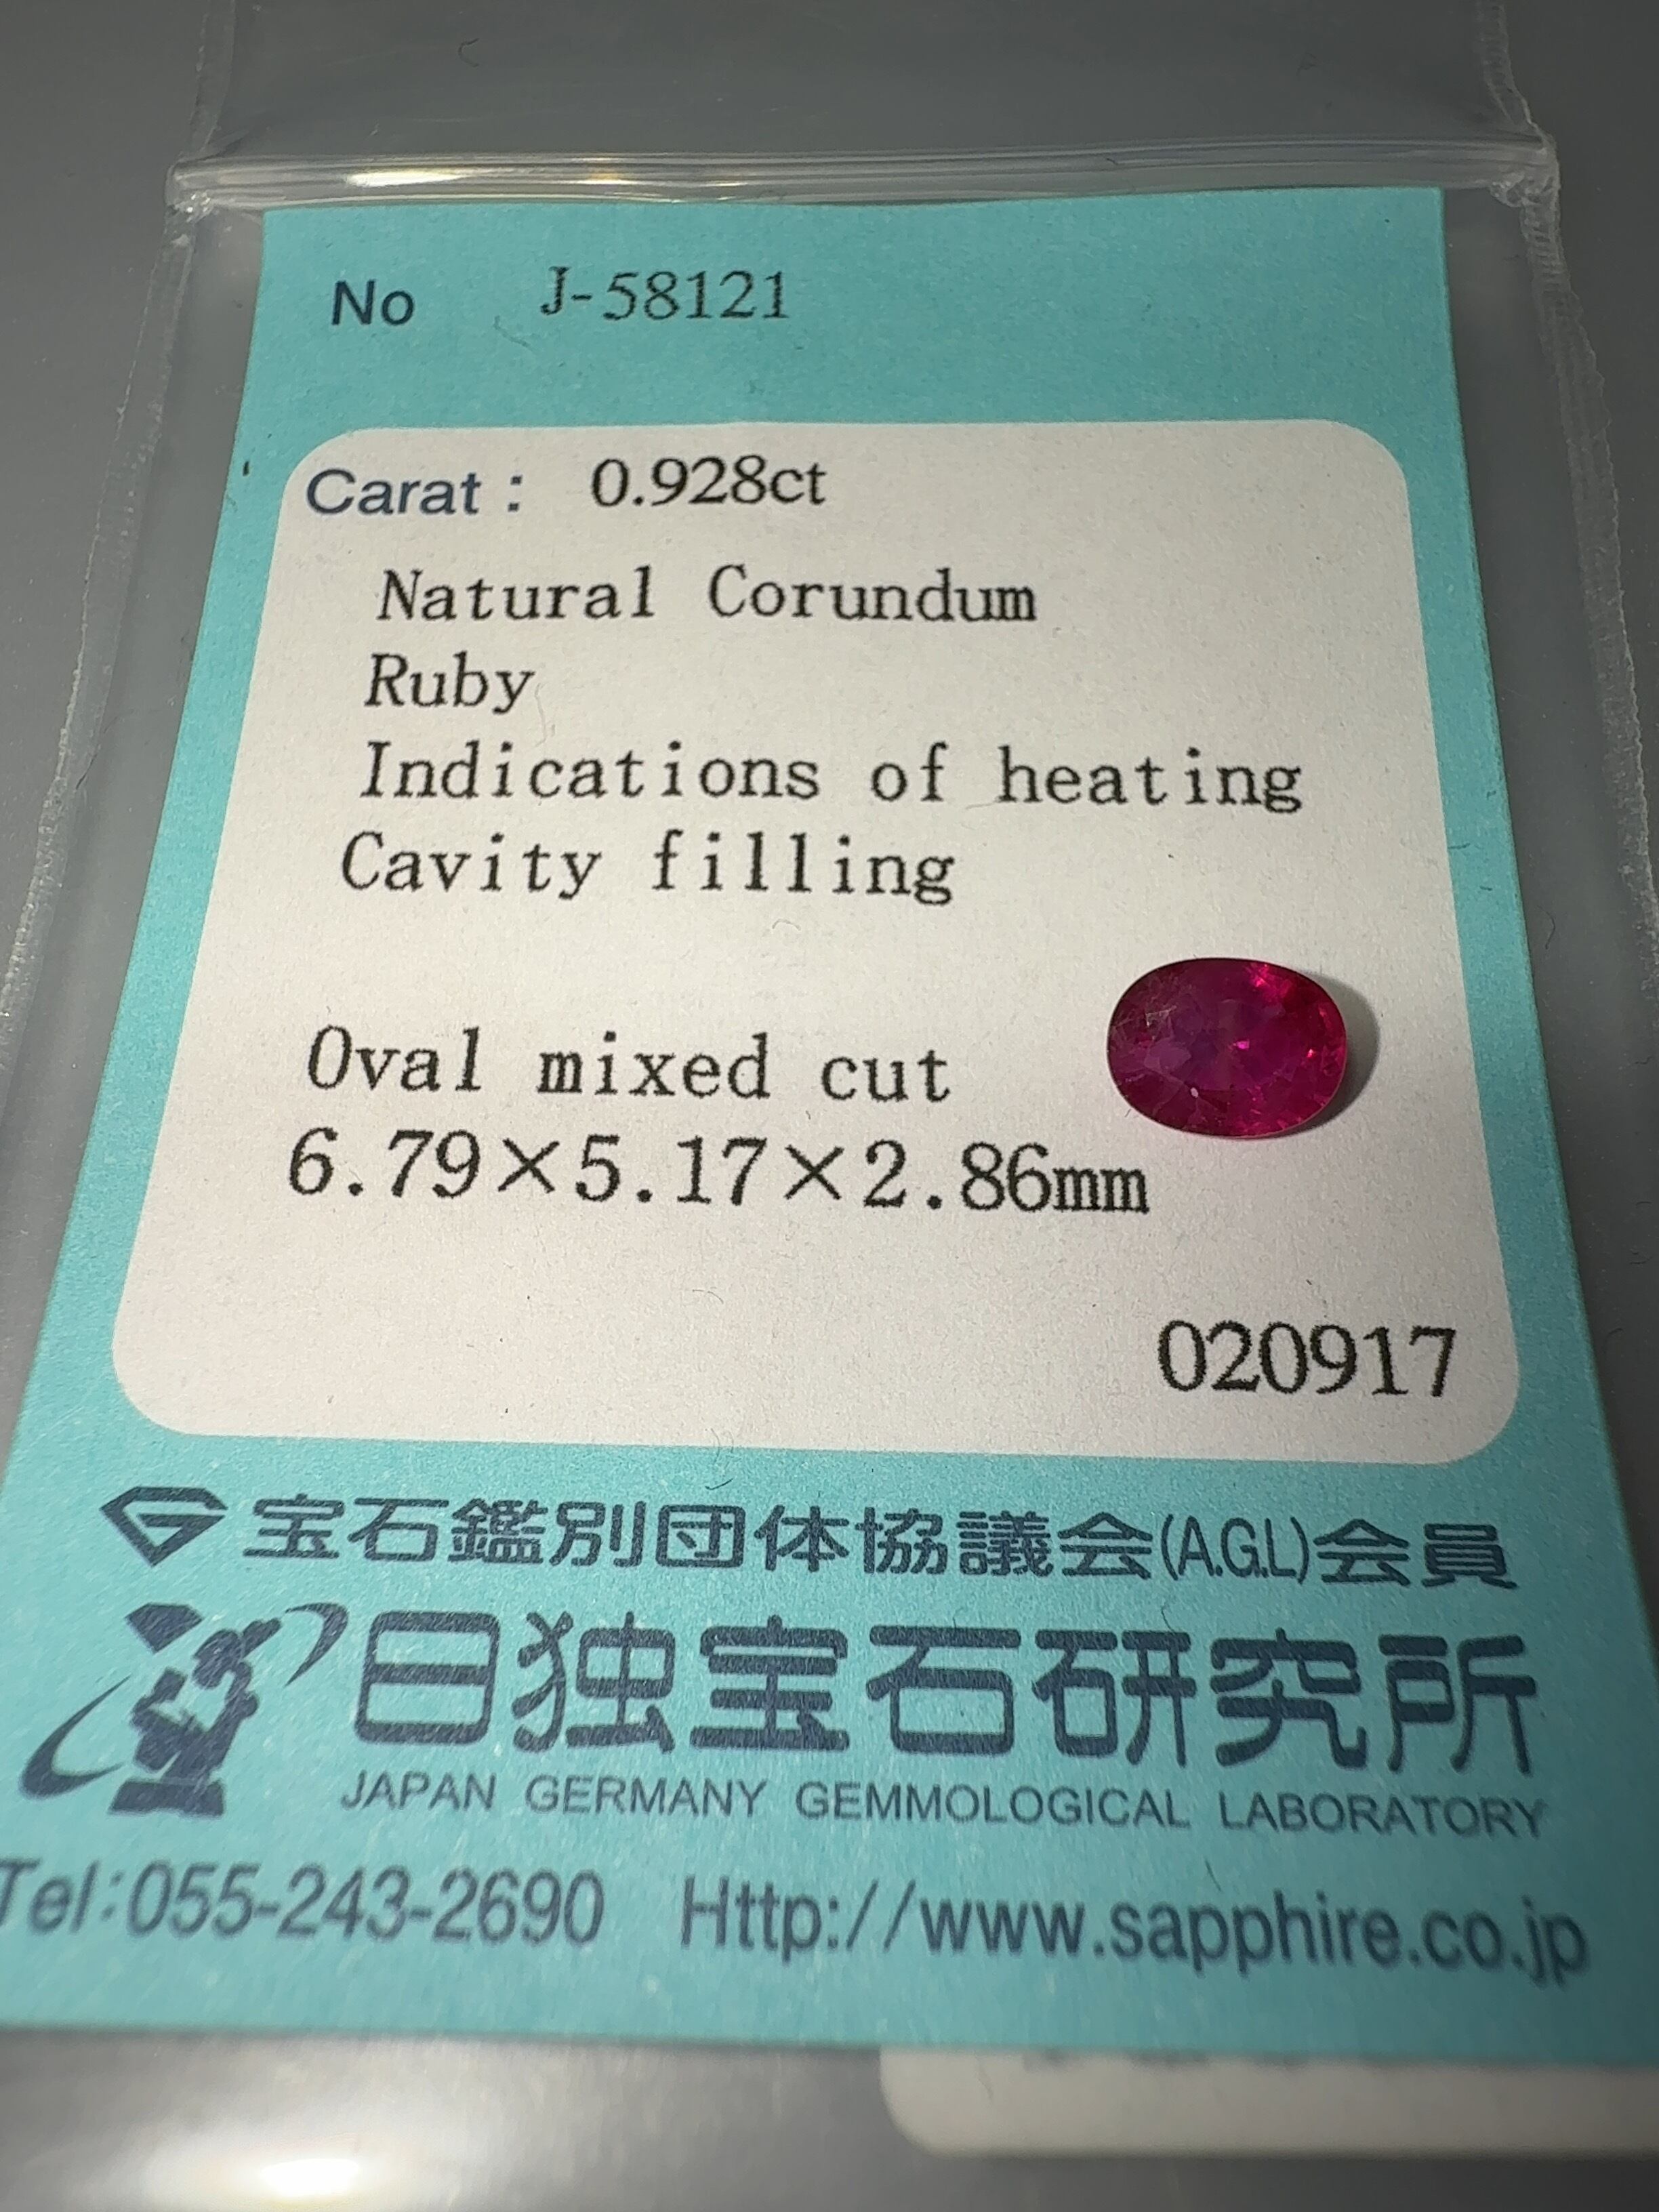 No J-58121
Carat : 0.928ct
Natural Corundum
Ruby
Indications of heating
Cavity filling
Oval mixed cut
6.79×5.17×2.86mm
020917
宝石鑑別団体協議会(A.G.L)会員
日独宝石研究所
JAPAN GERMANY GEMMOLOGICAL LABORATORY
Tel:055-243-2690 Http://www.sapphire.co.jp